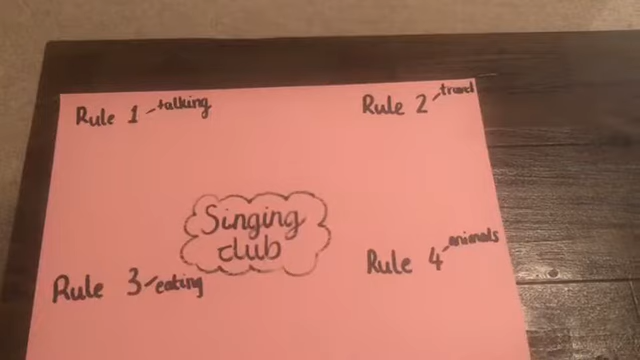 Rule 1 - talking
Rule 2 - travel
Singing
club
Rule 3 - eating
Rule 4 - animals